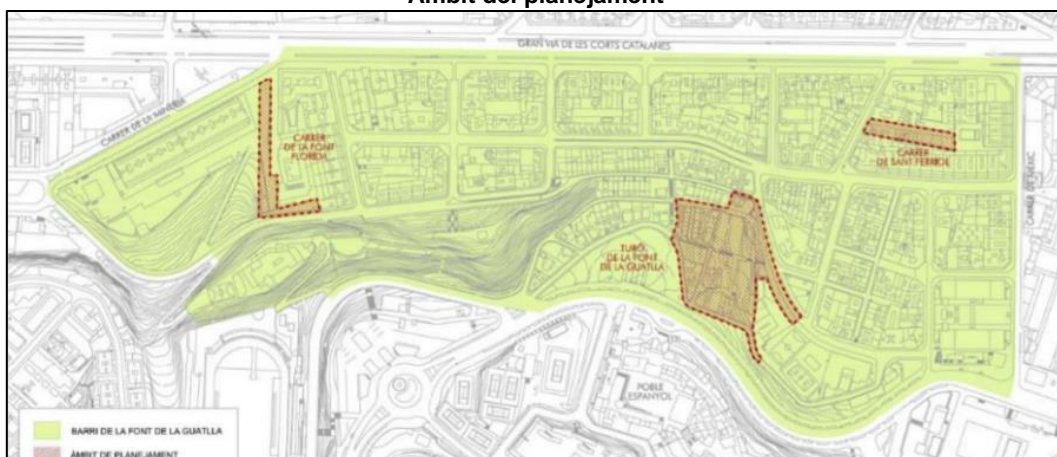 Àmbit del planejament
GRAN VIA DE LES CORTS CATALANES
CARRER DE LA MINERIA
CARRER
DE LA FONT
FLORIDA
CARRER
DE SANT FERRIOL
CARRER DE MÈXIC
TURÓ
DE LA FONT
DE LA GUATLLA
POBLE
ESPANYOL
BARRI DE LA FONT DE LA GUATLLA
ÀMBIT DE PLANEJAMENT